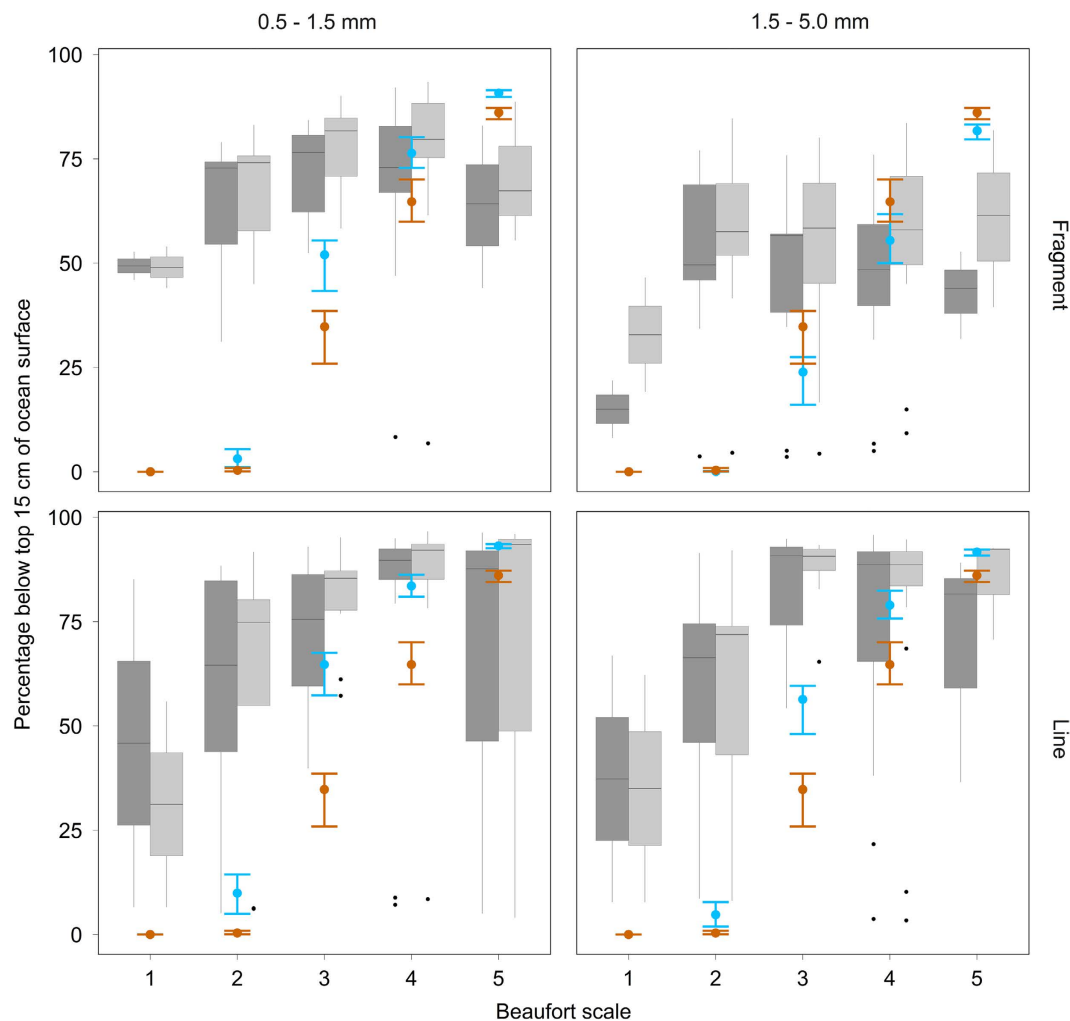 0.5 - 1.5 mm
1.5 - 5.0 mm
Percentage below top 15 cm of ocean surface
100
75
50
25
0
Fragment
100
75
50
25
0
Line
1 2 3 4 5
1 2 3 4 5
Beaufort scale